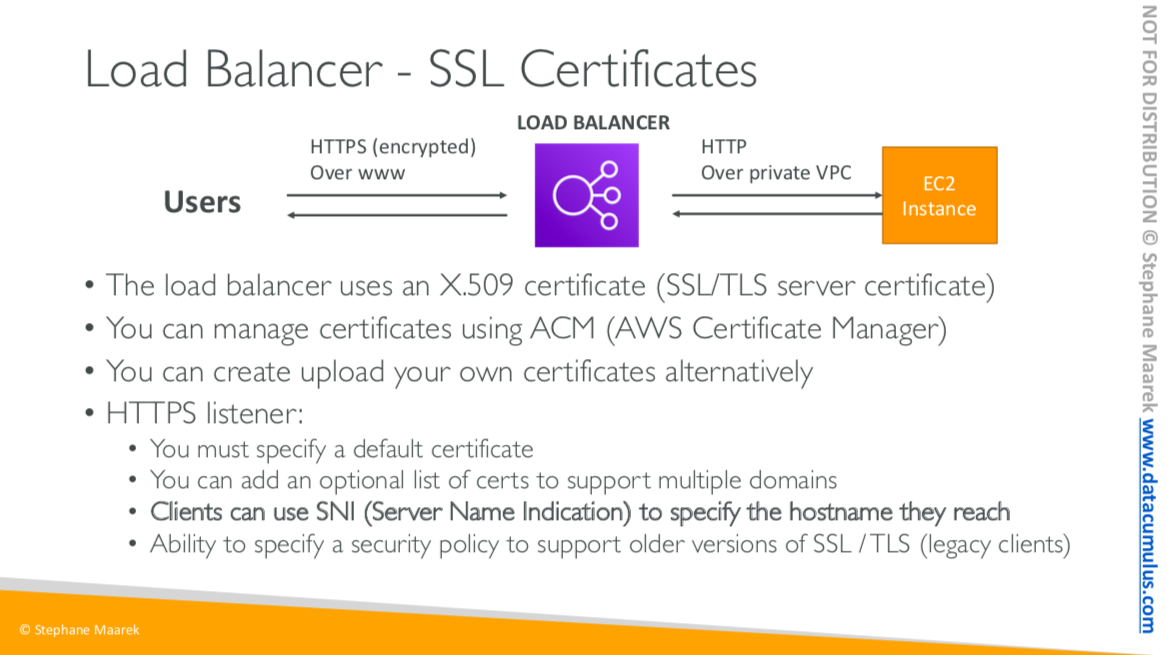 Load Balancer - SSL Certificates
LOAD BALANCER
HTTPS (encrypted)
Over www
HTTP
Over private VPC
Users
EC2
Instance
• The load balancer uses an X.509 certificate (SSL/TLS server certificate)
• You can manage certificates using ACM (AWS Certificate Manager)
• You can create upload your own certificates alternatively
• HTTPS listener:
• You must specify a default certificate
• You can add an optional list of certs to support multiple domains
• Clients can use SNI (Server Name Indication) to specify the hostname they reach
• Ability to specify a security policy to support older versions of SSL / TLS (legacy clients)
© Stephane Maarek
NOT FOR DISTRIBUTION © Stephane Maarek www.datacumulus.com